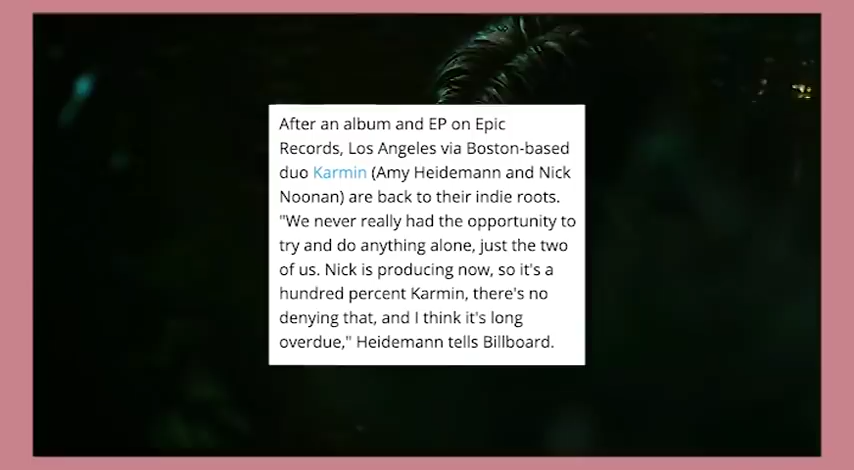 After an album and EP on Epic
Records, Los Angeles via Boston-based
duo Karmin (Amy Heidemann and Nick
Noonan) are back to their indie roots.
"We never really had the opportunity to
try and do anything alone, just the two
of us. Nick is producing now, so it's a
hundred percent Karmin, there's no
denying that, and I think it's long
overdue," Heidemann tells Billboard.